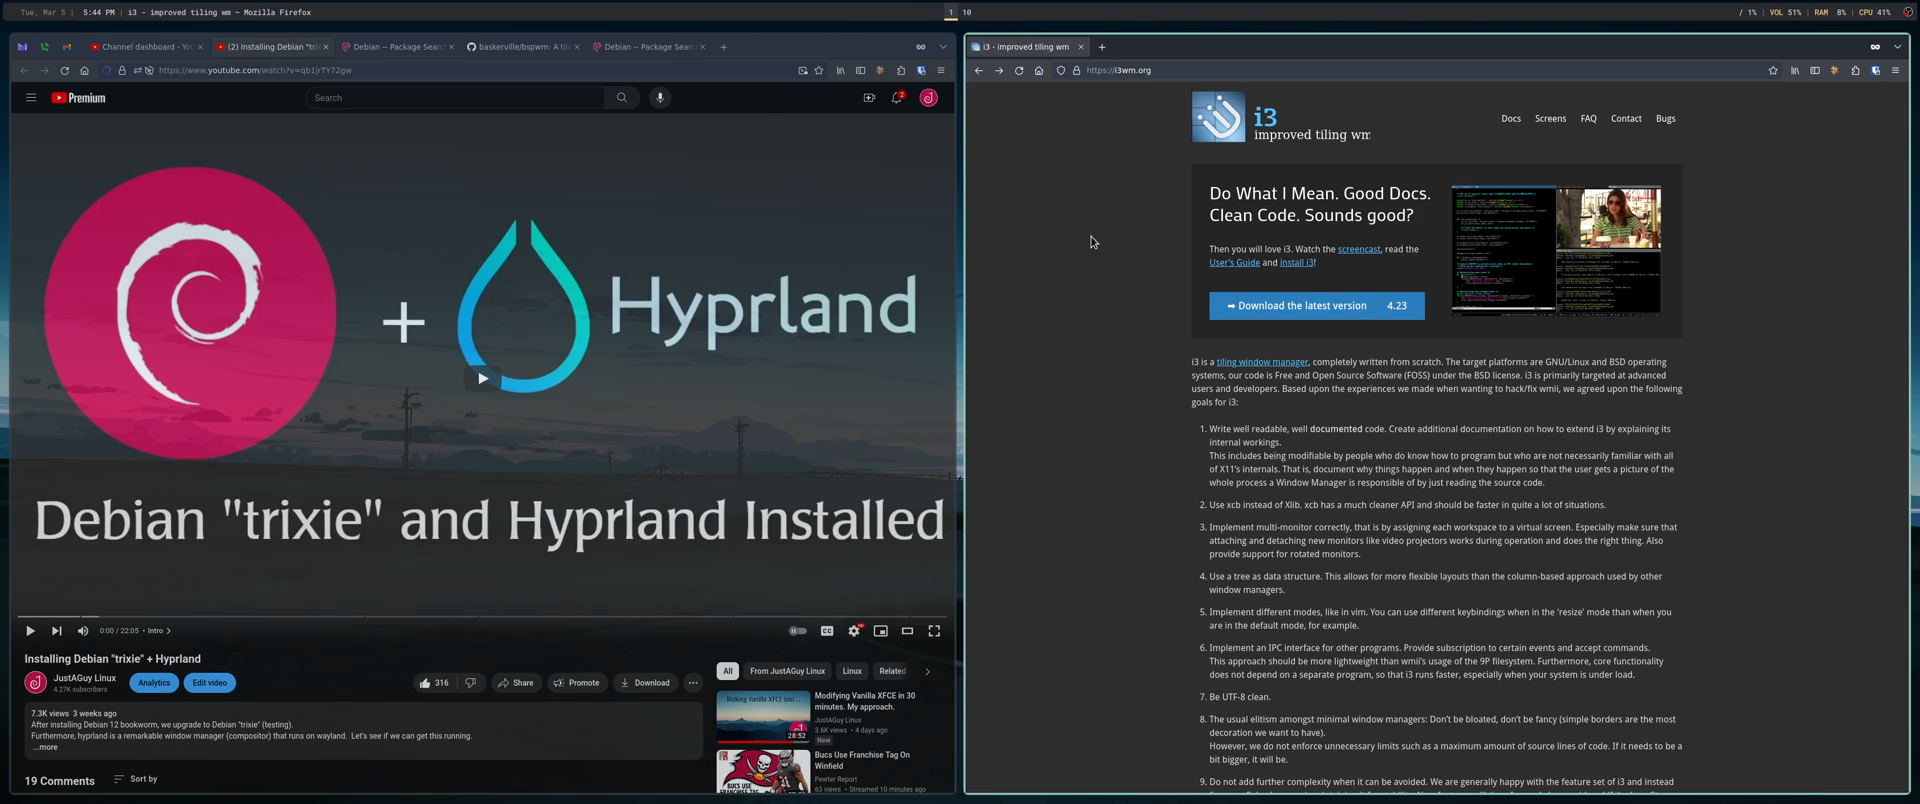 Tue, Mar 5 | 5:44 PM | i3 - improved tiling wm — Mozilla Firefox
1 10
/ 1% | VOL 51% | RAM 8% | CPU 41%
Channel dashboard - You
(2) Installing Debian "trix
Debian -- Package Searc
baskerville/bspwm: A tili
Debian -- Package Searc
https://www.youtube.com/watch?v=qb1jrTY72gw
Premium
Search
2
+
Hyprland
Debian "trixie" and Hyprland Installed
0:00 / 22:05 • Intro
CC
HD
Installing Debian "trixie" + Hyprland
JustAGuy Linux
4.27K subscribers
Analytics
Edit video
316
Share
Promote
Download
7.3K views 3 weeks ago
After installing Debian 12 bookworm, we upgrade to Debian "trixie" (testing).
Furthermore, hyprland is a remarkable window manager (compositor) that runs on wayland. Let's see if we can get this running.
...more
19 Comments
Sort by
All
From JustAGuy Linux
Linux
Related
Making Vanilla XFCE into ...
28:52
Modifying Vanilla XFCE in 30
minutes. My approach.
JustAGuy Linux
3.6K views • 4 days ago
New
Bucs Use Franchise Tag On
Winfield
Pewter Report
63 views • Streamed 10 minutes ago
i3 - improved tiling wm
https://i3wm.org
i3
improved tiling wm
Docs
Screens
FAQ
Contact
Bugs
Do What I Mean. Good Docs.
Clean Code. Sounds good?
Then you will love i3. Watch the screencast, read the
User's Guide and install i3!
➡ Download the latest version 4.23
i3 is a tiling window manager, completely written from scratch. The target platforms are GNU/Linux and BSD operating
systems, our code is Free and Open Source Software (FOSS) under the BSD license. i3 is primarily targeted at advanced
users and developers. Based upon the experiences we made when wanting to hack/fix wmii, we agreed upon the following
goals for i3:
1. Write well readable, well documented code. Create additional documentation on how to extend i3 by explaining its
internal workings.
This includes being modifiable by people who do know how to program but who are not necessarily familiar with all
of X11's internals. That is, document why things happen and when they happen so that the user gets a picture of the
whole process a Window Manager is responsible of by just reading the source code.
2. Use xcb instead of Xlib. xcb has a much cleaner API and should be faster in quite a lot of situations.
3. Implement multi-monitor correctly, that is by assigning each workspace to a virtual screen. Especially make sure that
attaching and detaching new monitors like video projectors works during operation and does the right thing. Also
provide support for rotated monitors.
4. Use a tree as data structure. This allows for more flexible layouts than the column-based approach used by other
window managers.
5. Implement different modes, like in vim. You can use different keybindings when in the 'resize' mode than when you
are in the default mode, for example.
6. Implement an IPC interface for other programs. Provide subscription to certain events and accept commands.
This approach should be more lightweight than wmii's usage of the 9P filesystem. Furthermore, core functionality
does not depend on a separate program, so that i3 runs faster, especially when your system is under load.
7. Be UTF-8 clean.
8. The usual elitism amongst minimal window managers: Don't be bloated, don't be fancy (simple borders are the most
decoration we want to have).
However, we do not enforce unnecessary limits such as a maximum amount of source lines of code. If it needs to be a
bit bigger, it will be.
9. Do not add further complexity when it can be avoided. We are generally happy with the feature set of i3 and instead